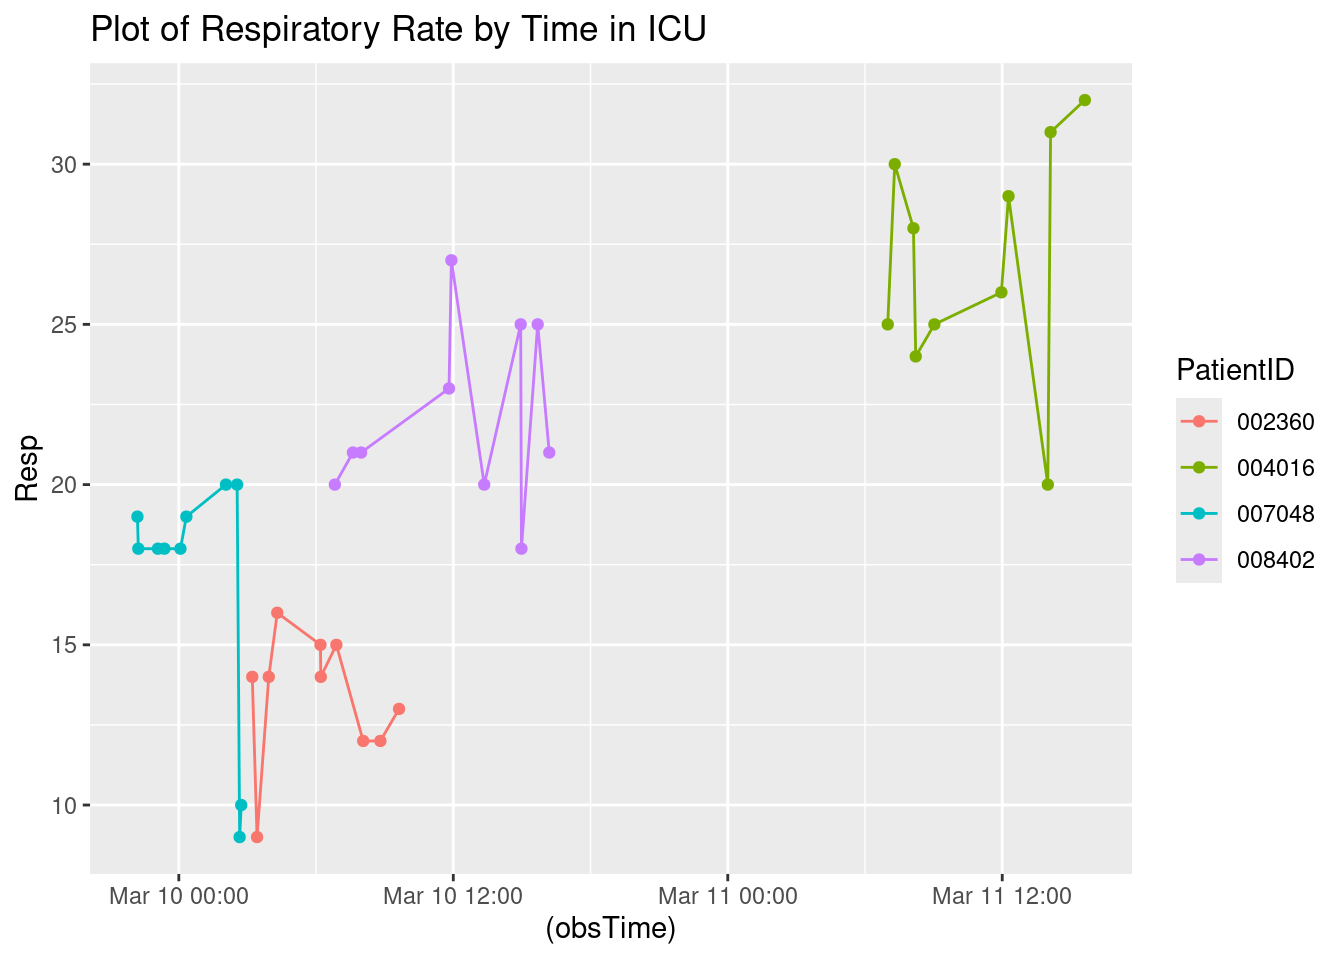 Plot of Respiratory Rate by Time in ICU
30
25
20
15
10
Resp
Mar 10 00:00
Mar 10 12:00
Mar 11 00:00
Mar 11 12:00
(obsTime)
PatientID
002360
004016
007048
008402